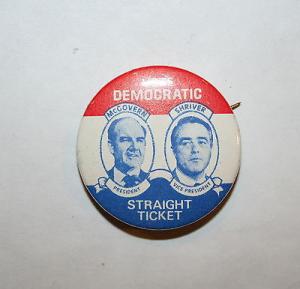 DEMOCRATIC
McGOVERN SHRIVER
PRESIDENT VICE PRESIDENT
STRAIGHT
TICKET